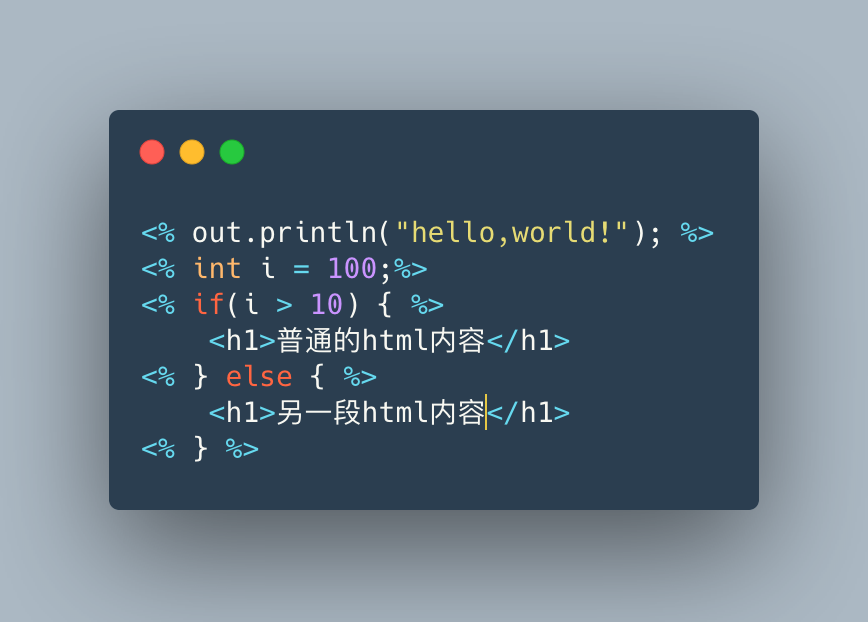 <% out.println("hello,world!"); %>
<% int i = 100;%>
<% if(i > 10) { %>
    <h1>普通的html内容</h1>
<% } else { %>
    <h1>另一段html内容</h1>
<% } %>